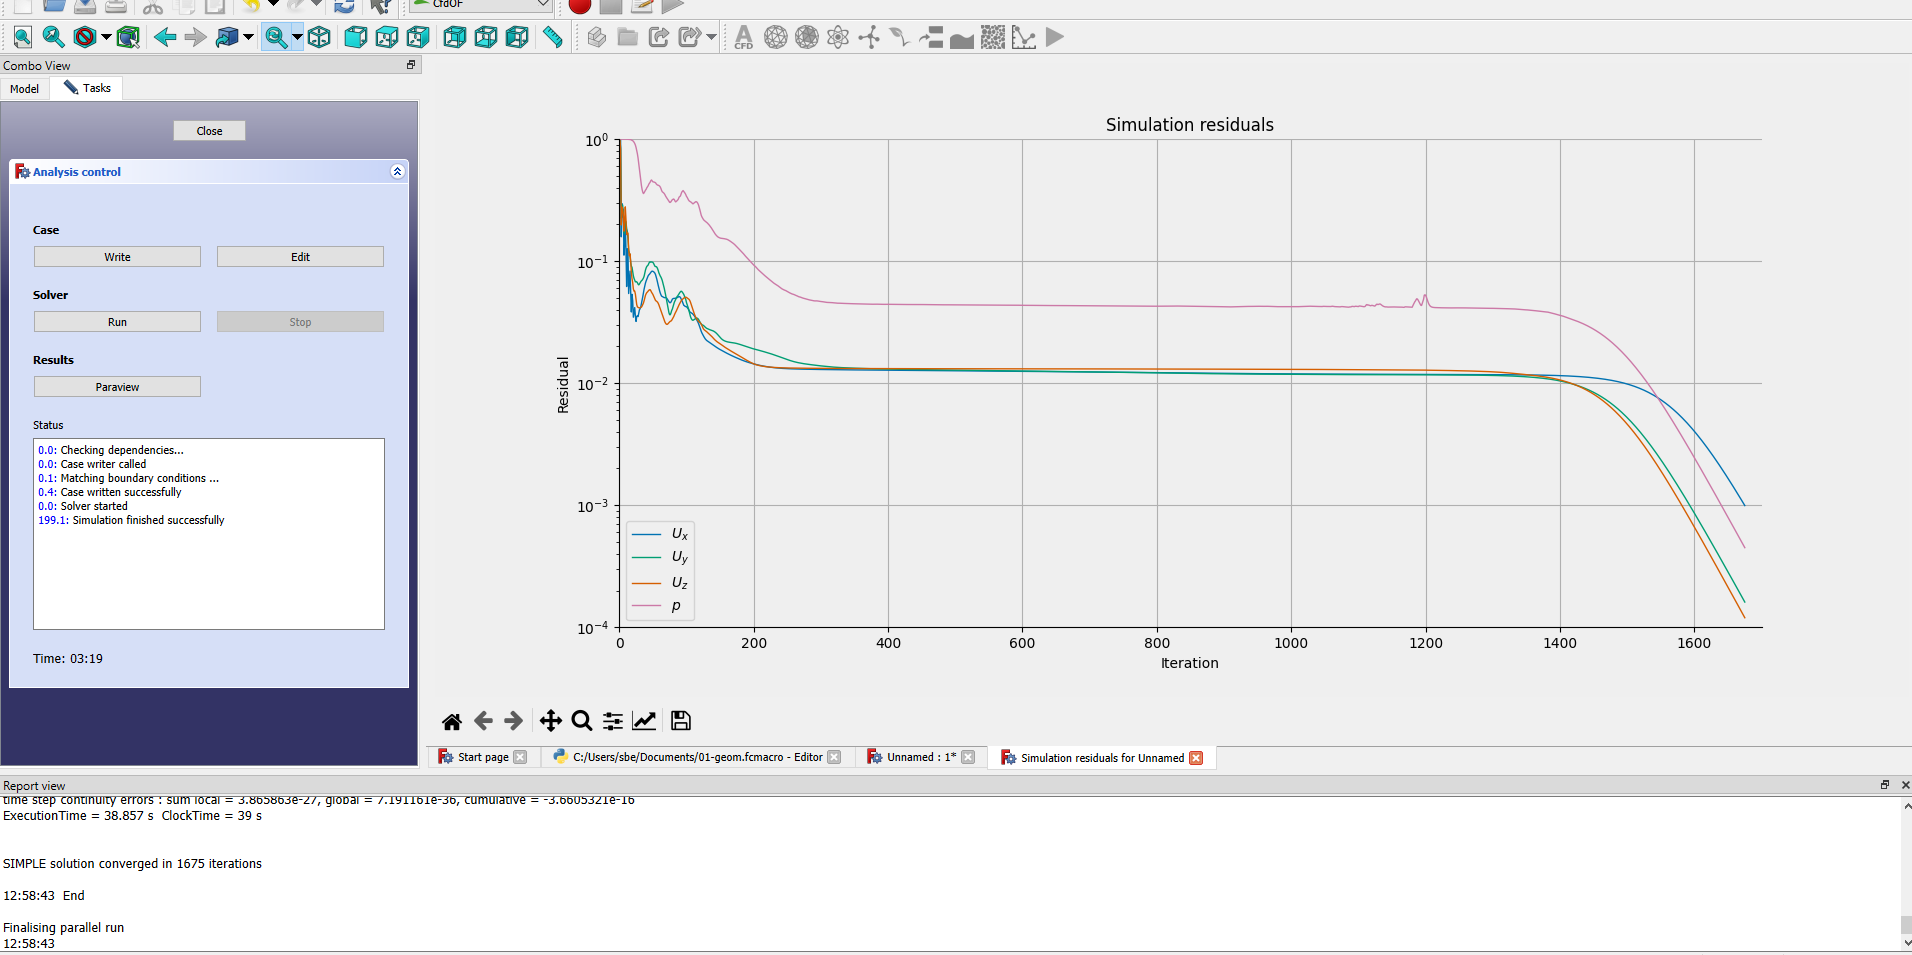 CfdOF
A
CFD
Combo View
Model
Tasks
Close
Analysis control
Case
Write
Edit
Solver
Run
Stop
Results
Paraview
Status
0.0: Checking dependencies...
0.0: Case writer called
0.1: Matching boundary conditions ...
0.4: Case written successfully
0.0: Solver started
199.1: Simulation finished successfully
Time: 03:19
Simulation residuals
10⁰
10⁻¹
10⁻²
10⁻³
10⁻⁴
Residual
Uₓ
U_y
U_z
p
0 200 400 600 800 1000 1200 1400 1600
Iteration
Start page
C:/Users/sbe/Documents/01-geom.fcmacro - Editor
Unnamed : 1*
Simulation residuals for Unnamed
Report view
time step continuity errors : sum local = 3.865863e-27, global = 7.191161e-36, cumulative = -3.6605321e-16
ExecutionTime = 38.857 s  ClockTime = 39 s
SIMPLE solution converged in 1675 iterations
12:58:43  End
Finalising parallel run
12:58:43